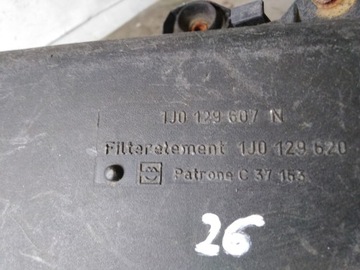 1J0 129 607 N
Filterelement 1J0 129 620
Patrone C 37 153
26